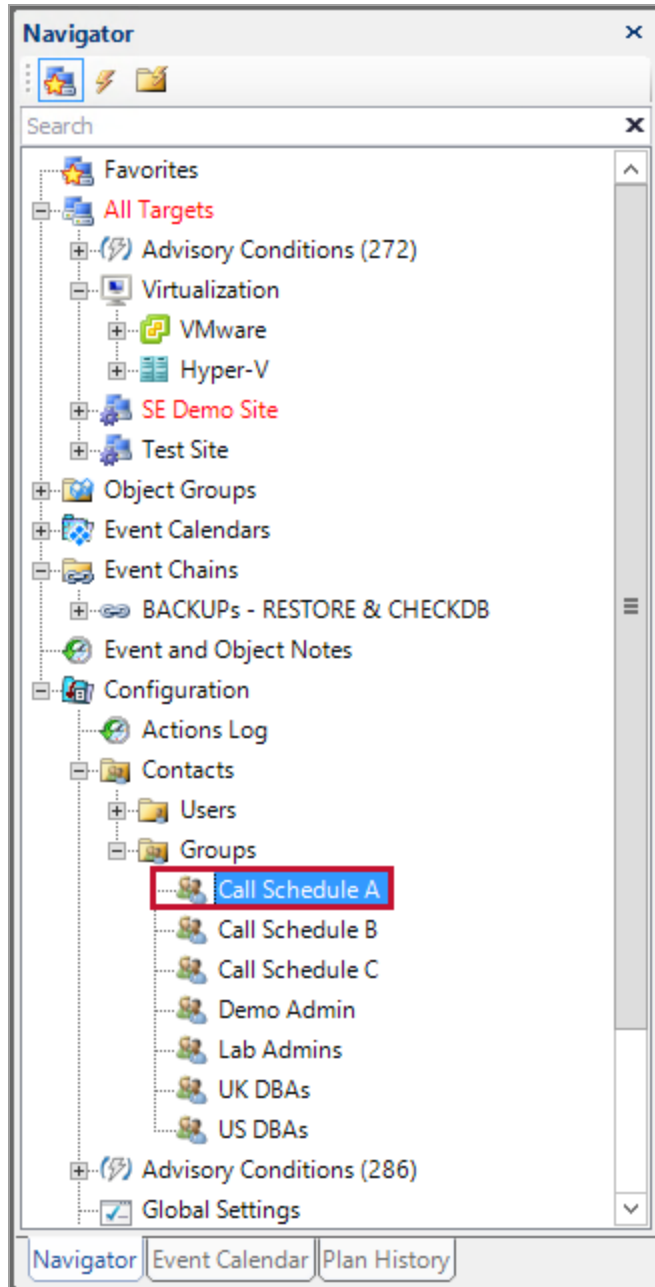 Navigator
Search
Favorites
All Targets
Advisory Conditions (272)
Virtualization
VMware
Hyper-V
SE Demo Site
Test Site
Object Groups
Event Calendars
Event Chains
BACKUPs - RESTORE & CHECKDB
Event and Object Notes
Configuration
Actions Log
Contacts
Users
Groups
Call Schedule A
Call Schedule B
Call Schedule C
Demo Admin
Lab Admins
UK DBAs
US DBAs
Advisory Conditions (286)
Global Settings
Navigator Event Calendar Plan History